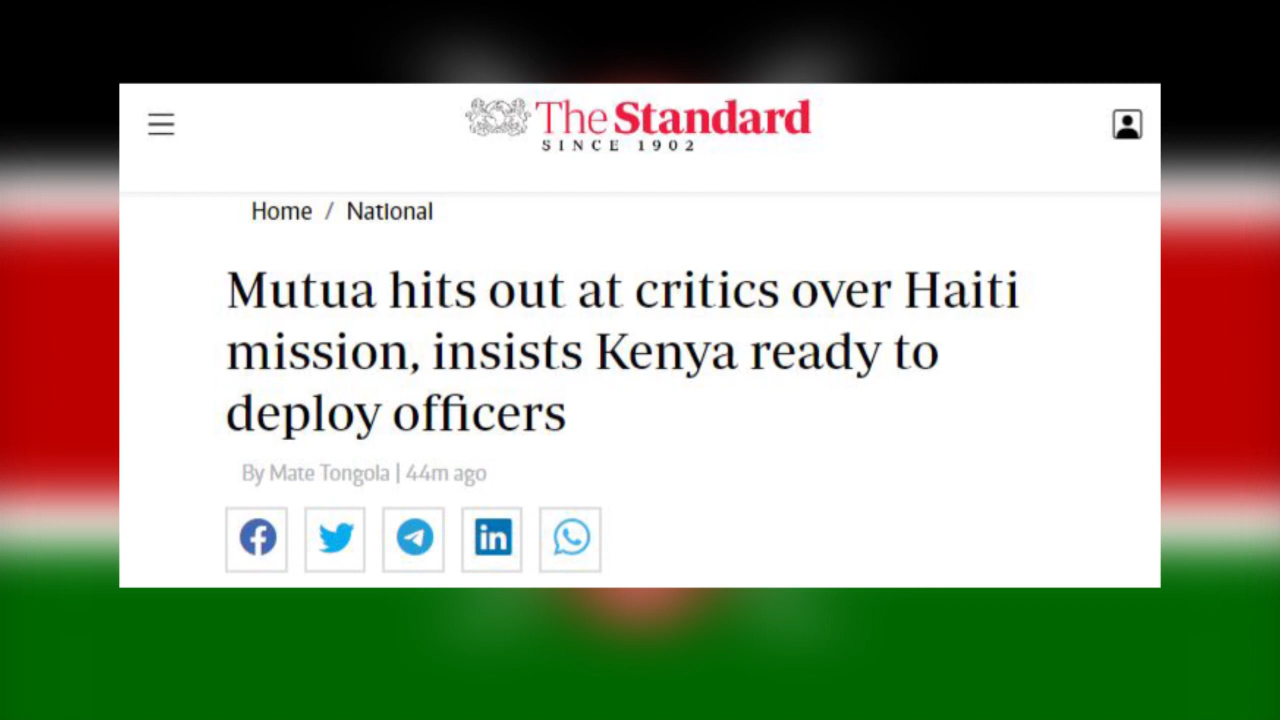 The Standard
SINCE 1902
Home / National
Mutua hits out at critics over Haiti
mission, insists Kenya ready to
deploy officers
By Mate Tongola | 44m ago